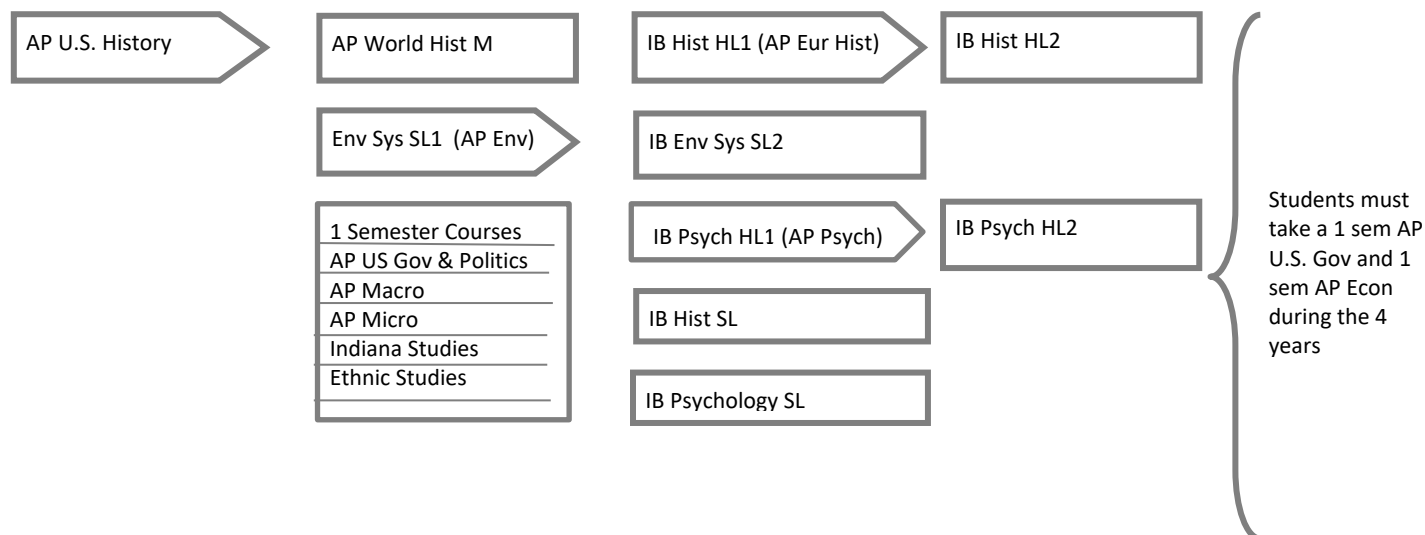 AP U.S. History
AP World Hist M
IB Hist HL1 (AP Eur Hist)
IB Hist HL2
Env Sys SL1  (AP Env)
IB Env Sys SL2
1 Semester Courses
AP US Gov & Politics
AP Macro
AP Micro
Indiana Studies
Ethnic Studies
IB Psych HL1 (AP Psych)
IB Psych HL2
IB Hist SL
IB Psychology SL
Students must
take a 1 sem AP
U.S. Gov and 1
sem AP Econ
during the 4
years